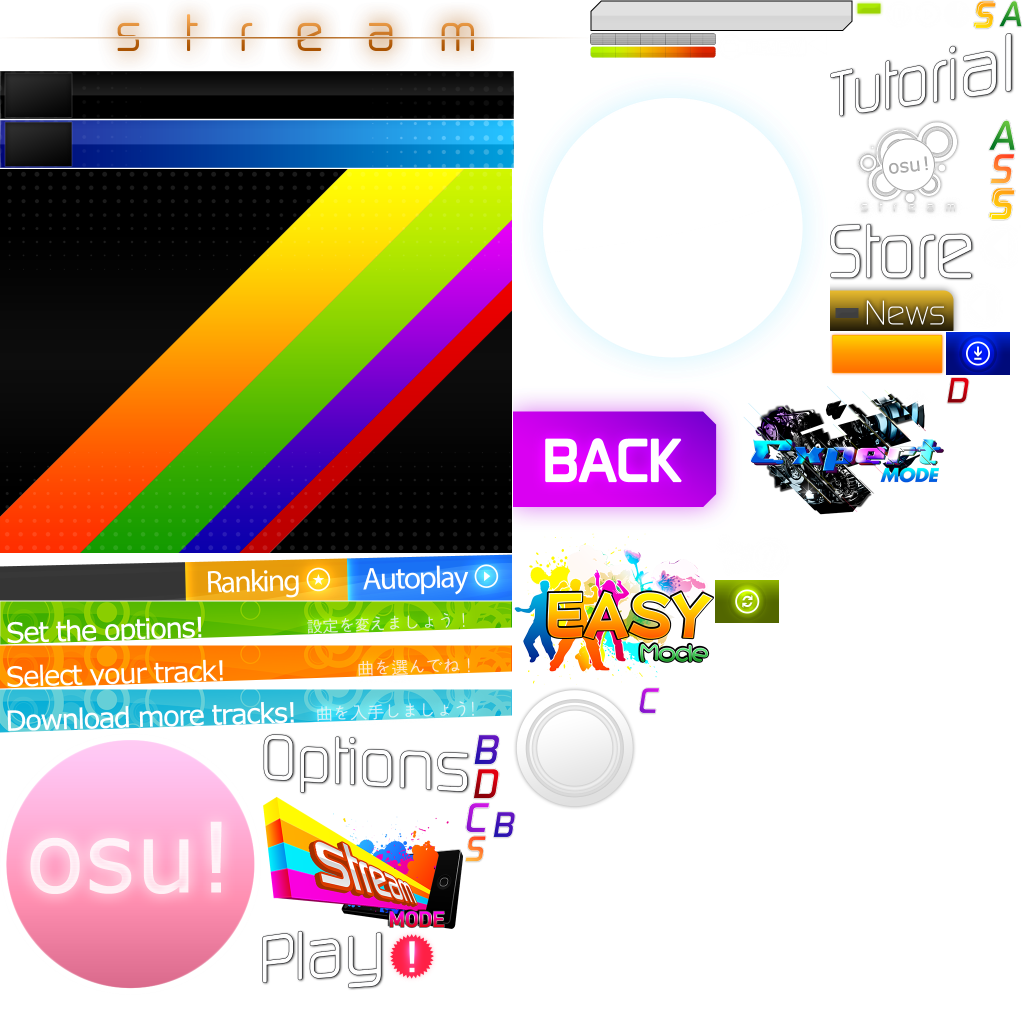 stream
S A
Tutorial
osu!
stream
A
S
S
Store
News
D
BACK
Expert
MODE
Ranking
Autoplay
EASY
Mode
Set the options!
設定を変えましょう!
Select your track!
曲を選んでね!
Download more tracks!
曲を入手しましょう!
C
Options
B
D
C
B
S
osu!
Stream
MODE
Play
!